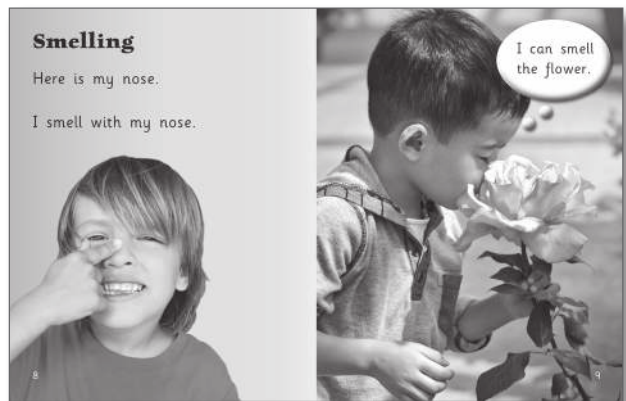 Smelling
Here is my nose.
I smell with my nose.
8
I can smell
the flower.
9